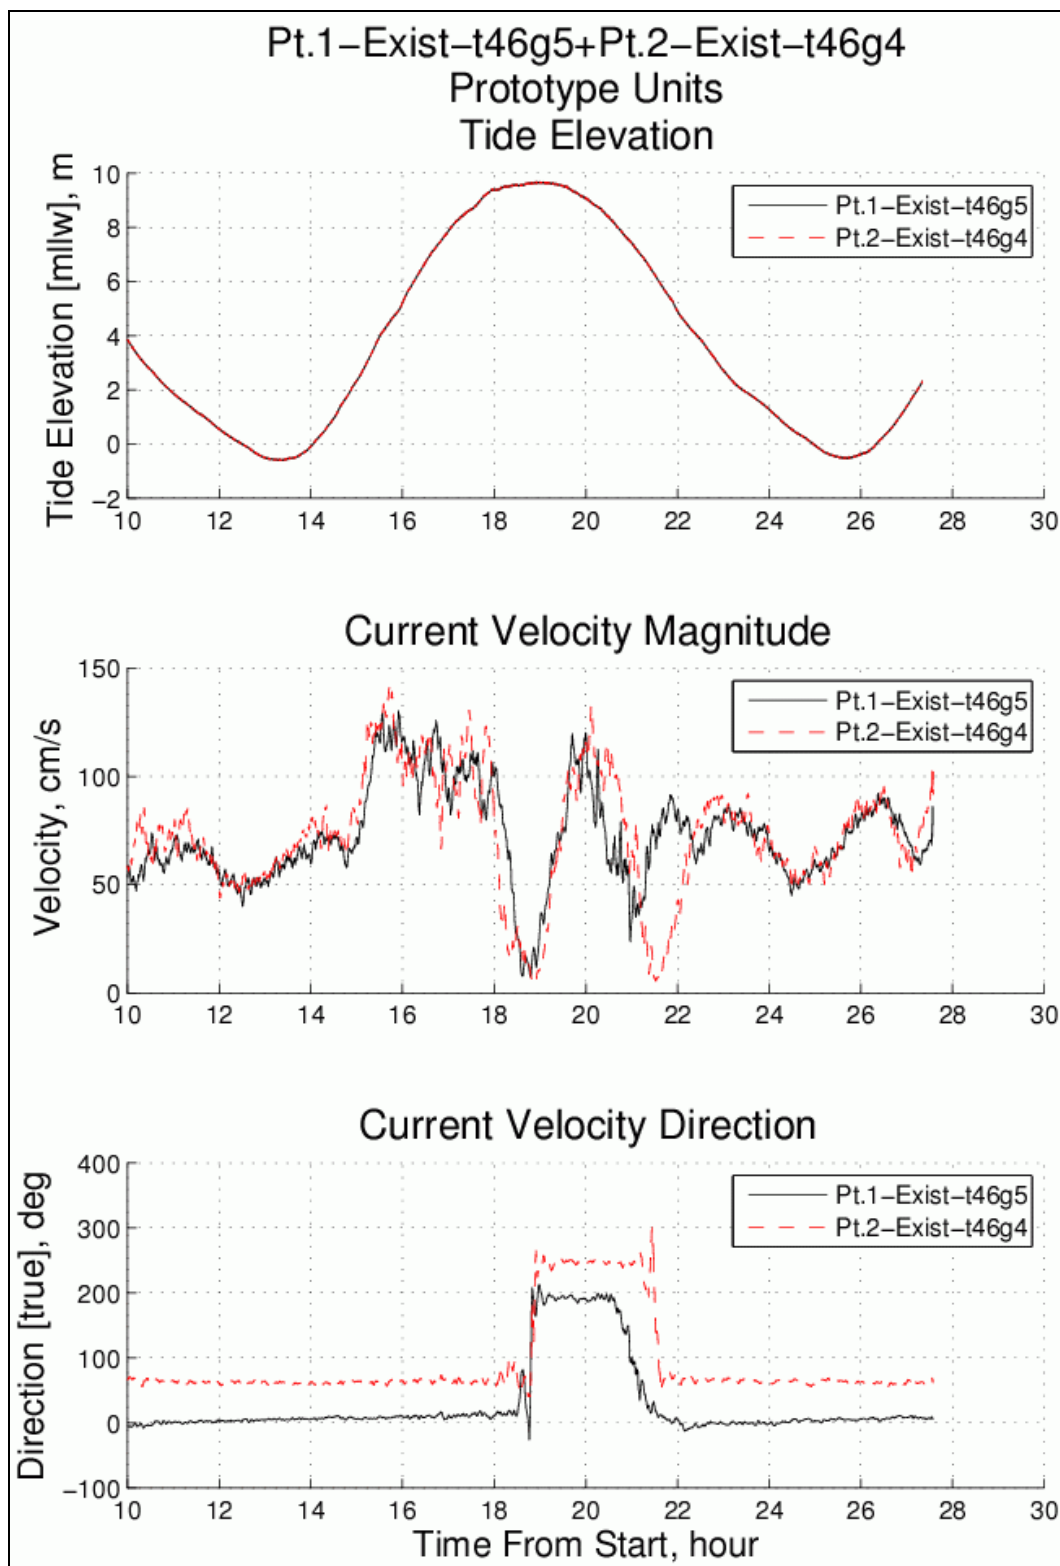 Pt.1−Exist−t46g5+Pt.2−Exist−t46g4
Prototype Units
Tide Elevation
Tide Elevation [mllw], m
10
8
6
4
2
0
−2
Pt.1−Exist−t46g5
Pt.2−Exist−t46g4
10 12 14 16 18 20 22 24 26 28 30
Current Velocity Magnitude
Velocity, cm/s
150
100
50
0
Pt.1−Exist−t46g5
Pt.2−Exist−t46g4
10 12 14 16 18 20 22 24 26 28 30
Current Velocity Direction
Direction [true], deg
400
300
200
100
0
−100
Pt.1−Exist−t46g5
Pt.2−Exist−t46g4
10 12 14 16 18 20 22 24 26 28 30
Time From Start, hour